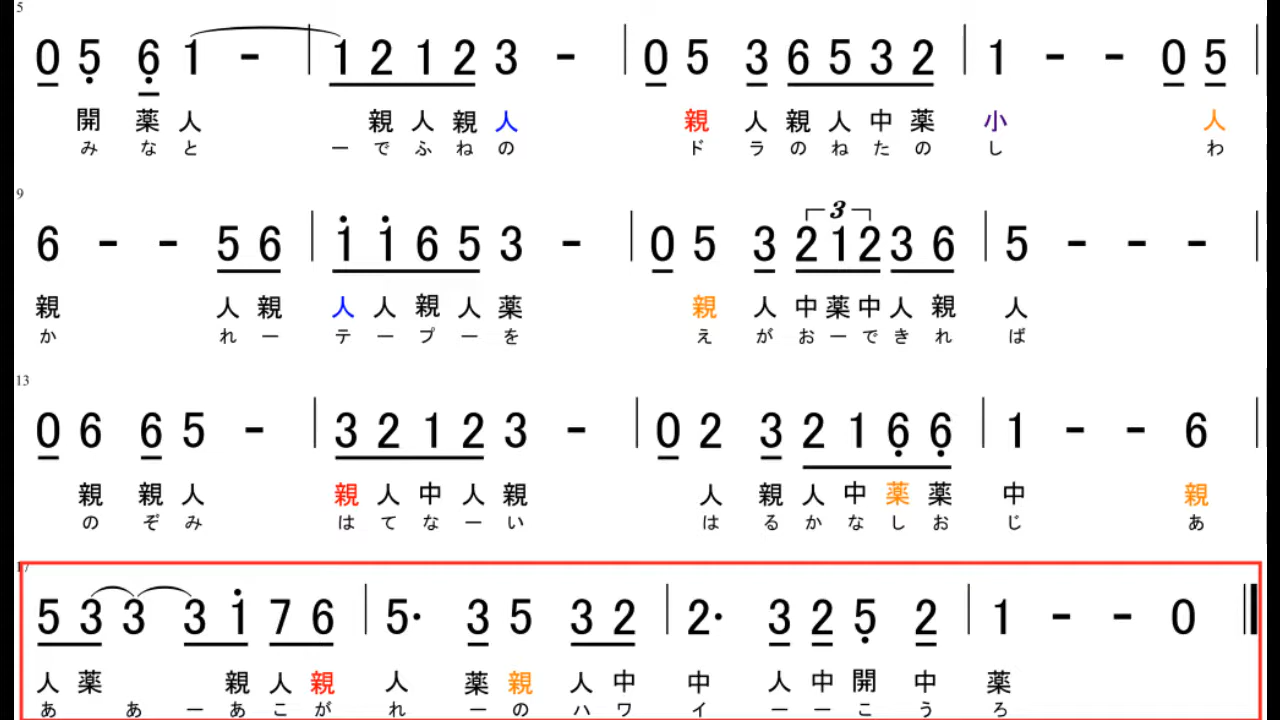 5
0 5 6 1 - | 1 2 1 2 3 - | 0 5 3 6 5 3 2 | 1 - - 0 5 |
開 薬 人 親 人 親 人 親 人 親 人 中 薬 小 人
み な と ー で ふ ね の ド ラ の ね た の し わ
9
3
6 - - 5 6 | 1 1 6 5 3 - | 0 5 3 2 1 2 3 6 | 5 - - - |
親 人 親 人 人 親 人 薬 親 人 中 薬 中 人 親 人
か れ ー テ ー プ ー を え が お ー で き れ ば
13
0 6 6 5 - | 3 2 1 2 3 - | 0 2 3 2 1 6 6 | 1 - - 6 |
親 親 人 親 人 中 人 親 人 親 人 中 薬 薬 中 親
の ぞ み は て な ー い は る か な し お じ あ
17
5 3 3 3 1 7 6 | 5· 3 5 3 2 | 2· 3 2 5 2 | 1 - - 0
人 薬 親 人 親 人 薬 親 人 中 中 人 中 開 中 薬
あ あ ー あ こ が れ ー の ハ ワ イ ー ー こ う ろ